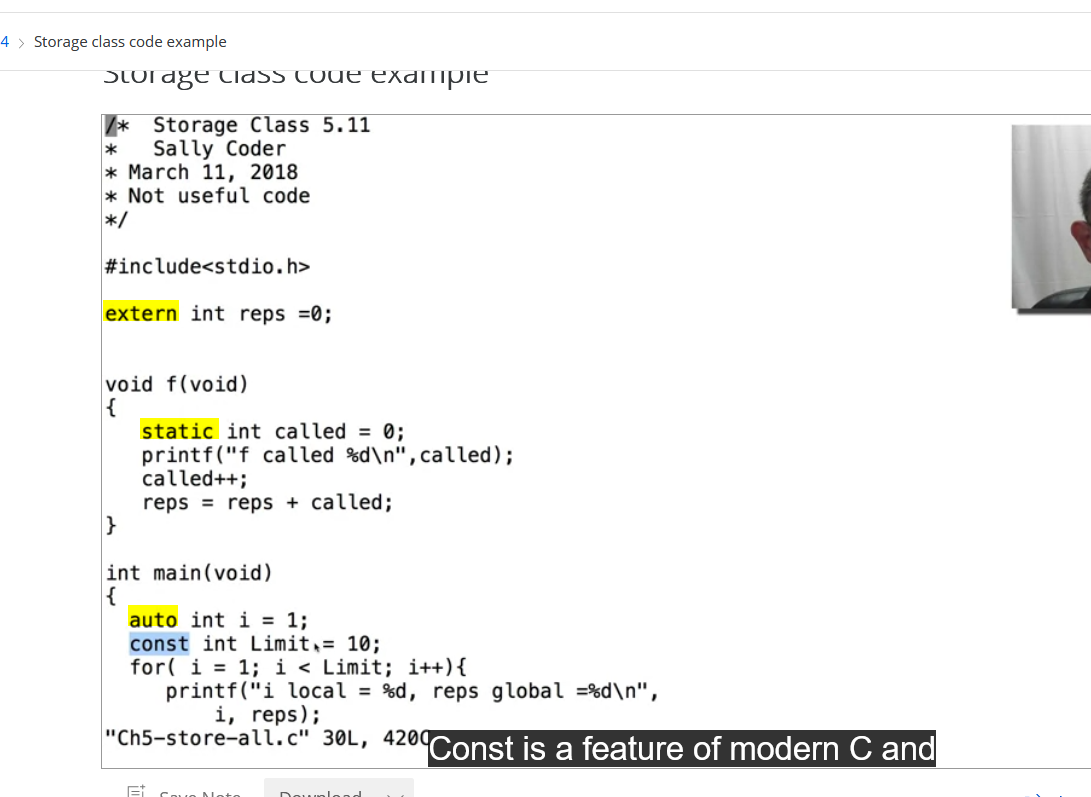 4 > Storage class code example
Storage class code example
/*  Storage Class 5.11
*   Sally Coder
* March 11, 2018
* Not useful code
*/
#include<stdio.h>
extern int reps =0;
void f(void)
{
static int called = 0;
printf("f called %d\n",called);
called++;
reps = reps + called;
}
int main(void)
{
auto int i = 1;
const int Limit = 10;
for( i = 1; i < Limit; i++){
printf("i local = %d, reps global =%d\n",
i, reps);
"Ch5-store-all.c" 30L, 420C
Const is a feature of modern C and
Save Note
Download